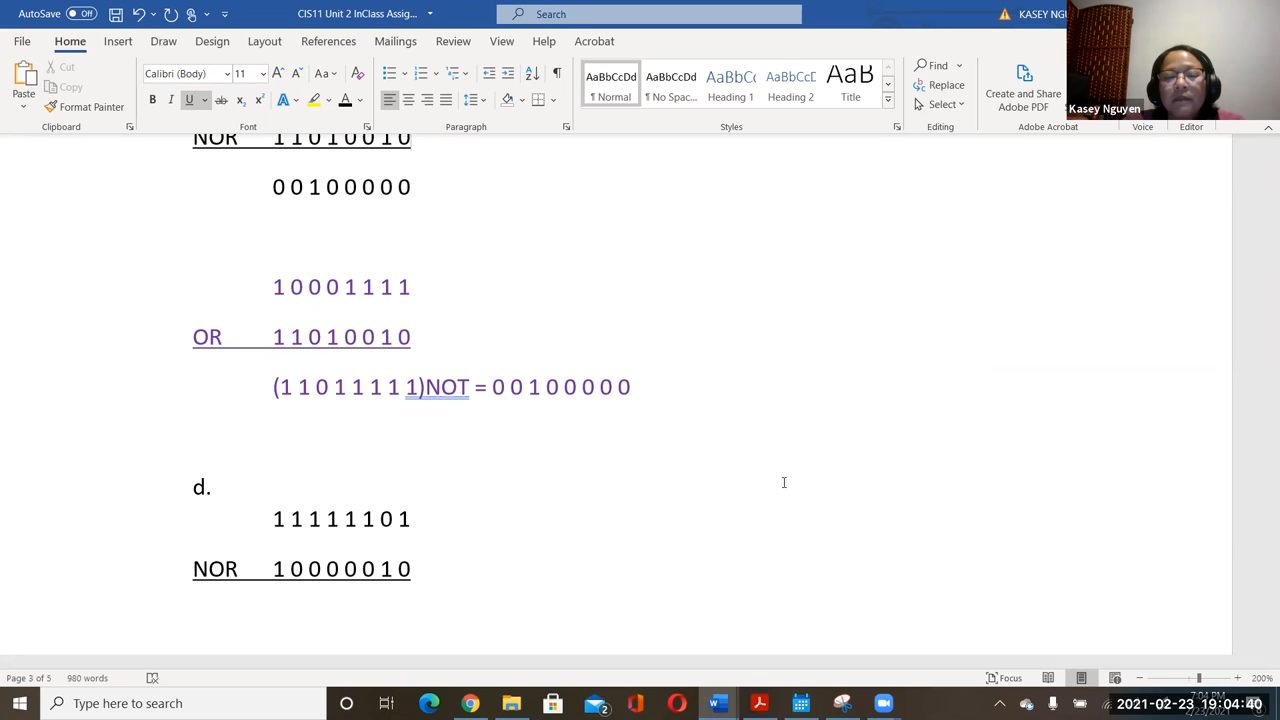 AutoSave Off
CIS11 Unit 2 InClass Assig...
Search
KASEY NGU
File Home Insert Draw Design Layout References Mailings Review View Help Acrobat
Paste
Cut
Copy
Format Painter
Clipboard
Calibri (Body) 11
Font
Paragraph
AaBbCcDd
¶ Normal
AaBbCcDd
¶ No Spac...
AaBbCc
Heading 1
AaBbCcC
Heading 2
AaB
Title
Styles
Find
Replace
Select
Editing
Create and Share
Adobe PDF
Adobe Acrobat
Voice
Editor
Kasey Nguyen
NOR 1 1 0 1 0 0 1 0
0 0 1 0 0 0 0 0
1 0 0 0 1 1 1 1
OR 1 1 0 1 0 0 1 0
(1 1 0 1 1 1 1 1)NOT = 0 0 1 0 0 0 0 0
d.
1 1 1 1 1 1 0 1
NOR 1 0 0 0 0 0 1 0
Page 3 of 5 980 words
Focus
200%
Type here to search
2
7:04 PM
2021-02-23 19:04:40